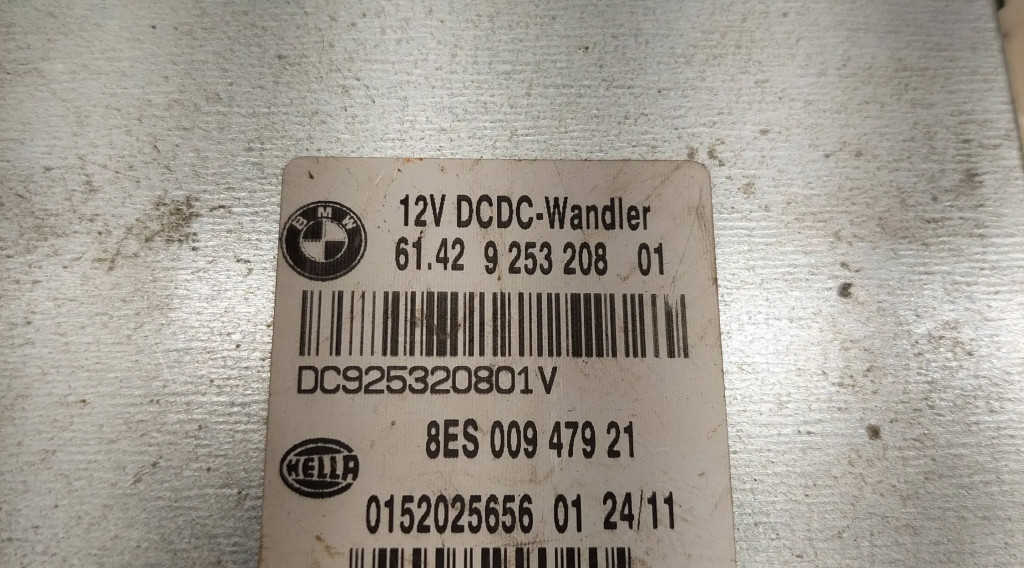 BMW
12V DCDC-Wandler
61.42 9 253 208 01
DC925320801V
8ES 009 479 21
HELLA
0152025656 01 24/11